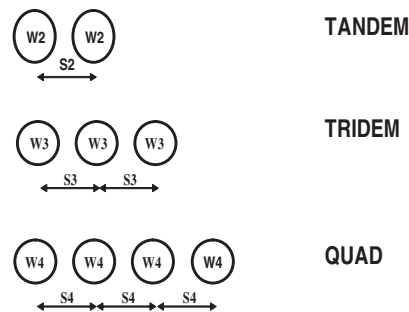 W2 W2 TANDEM
S2
W3 W3 W3 TRIDEM
S3 S3
W4 W4 W4 W4 QUAD
S4 S4 S4